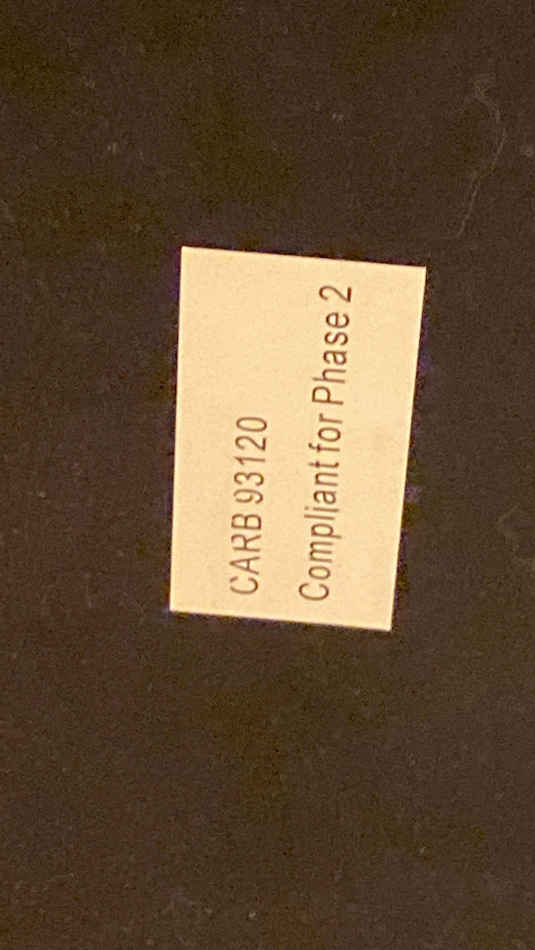 CARB 93120
Compliant for Phase 2